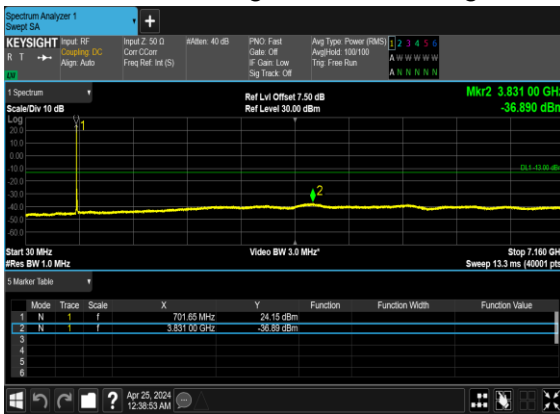 Spectrum Analyzer 1
Swept SA
KEYSIGHT Input: RF Input Z: 50 Ω #Atten: 40 dB PNO: Fast Avg Type: Power (RMS) 1 2 3 4 5 6
R T Coupling: DC Corr CCorr Gate: Off Avg|Hold: 100/100 A W W W W W
Align: Auto Freq Ref: Int (S) IF Gain: Low Trig: Free Run
Sig Track: Off A N N N N N
LV
1 Spectrum Ref Lvl Offset 7.50 dB Mkr2 3.831 00 GHz
Scale/Div 10 dB Ref Level 30.00 dBm -36.890 dBm
Log
20.0 1
10.0
0.00
-10.0 DL1 -13.00 dBm
-20.0
-30.0 2
-40.0
-50.0
-60.0
Start 30 MHz Video BW 3.0 MHz* Stop 7.160 GHz
#Res BW 1.0 MHz Sweep 13.3 ms (40001 pts
5 Marker Table
Mode Trace Scale X Y Function Function Width Function Value
1 N 1 f 701.65 MHz 24.15 dBm
2 N 1 f 3.831 00 GHz -36.89 dBm
3
4
5
6
? Apr 25, 2024
12:38:53 AM